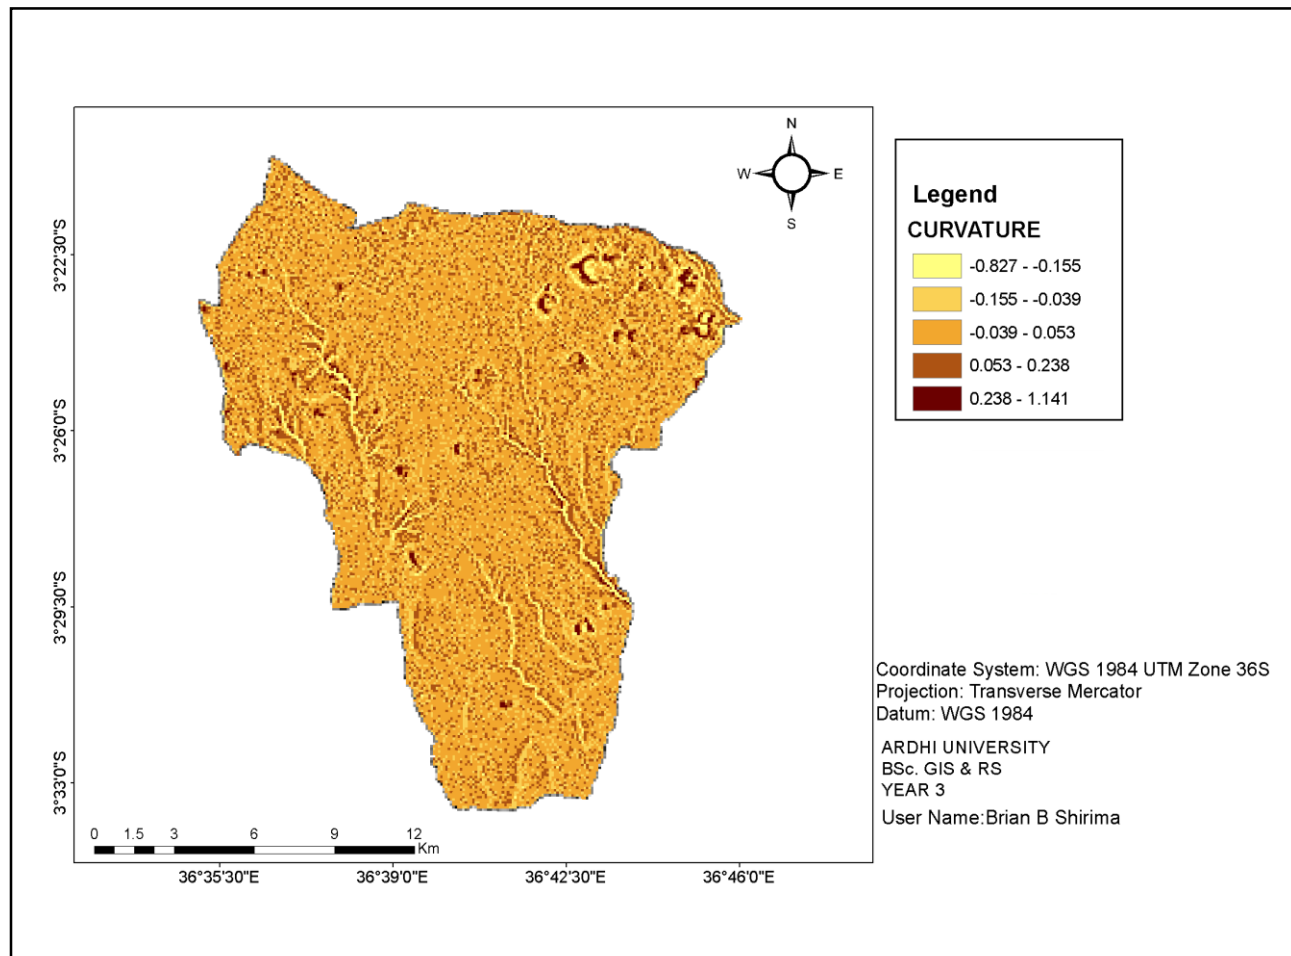 N
W E
S
Legend
CURVATURE
-0.827 - -0.155
-0.155 - -0.039
-0.039 - 0.053
0.053 - 0.238
0.238 - 1.141
3°22'30"S
3°26'0"S
3°29'30"S
3°33'0"S
0 1.5 3 6 9 12
Km
36°35'30"E 36°39'0"E 36°42'30"E 36°46'0"E
Coordinate System: WGS 1984 UTM Zone 36S
Projection: Transverse Mercator
Datum: WGS 1984
ARDHI UNIVERSITY
BSc. GIS & RS
YEAR 3
User Name:Brian B Shirima